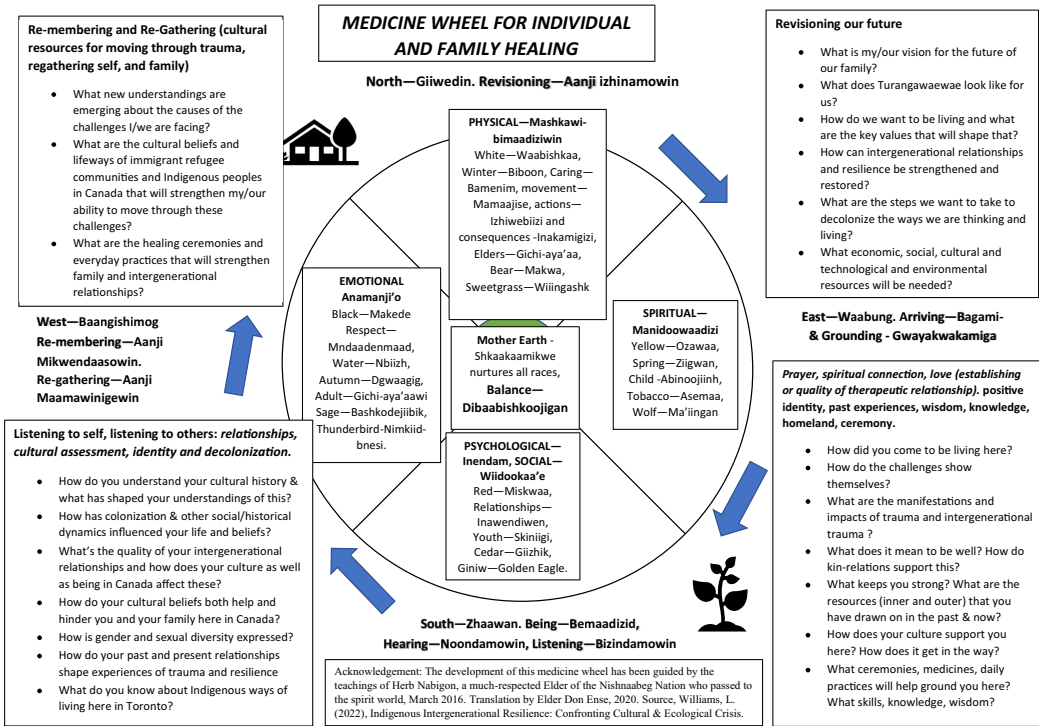 MEDICINE WHEEL FOR INDIVIDUAL
AND FAMILY HEALING
Re-membering and Re-Gathering (cultural
resources for moving through trauma,
regathering self, and family)
• What new understandings are
emerging about the causes of the
challenges I/we are facing?
• What are the cultural beliefs and
lifeways of immigrant refugee
communities and Indigenous peoples
in Canada that will strengthen my/our
ability to move through these
challenges?
• What are the healing ceremonies and
everyday practices that will strengthen
family and intergenerational
relationships?
North—Giiwedin. Revisioning—Aanji izhinamowin
Revisioning our future
• What is my/our vision for the future of
our family?
• What does Turangawaewae look like for
us?
• How do we want to be living and what
are the key values that will shape that?
• How can intergenerational relationships
and resilience be strengthened and
restored?
• What are the steps we want to take to
decolonize the ways we are thinking and
living?
• What economic, social, cultural and
technological and environmental
resources will be needed?
PHYSICAL—Mashkawi-
bimaadiziwin
White—Waabishkaa,
Winter—Biboon, Caring—
Bamenim, movement—
Mamaajise, actions—
Izhiwebiizi and
consequences -Inakamigizi,
Elders—Gichi-aya'aa,
Bear—Makwa,
Sweetgrass—Wiiingashk
EMOTIONAL
Anamanji'o
Black—Makede
Respect—
Mndaadenmaad,
Water—Nbiizh,
Autumn—Dgwaagig,
Adult—Gichi-aya'aawi
Sage—Bashkodejiibik,
Thunderbird-Nimkiid-
bnesi.
Mother Earth -
Shkaakaamikwe
nurtures all races,
Balance—
Dibaabishkoojigan
SPIRITUAL—
Manidoowaadizi
Yellow—Ozawaa,
Spring—Ziigwan,
Child -Abinoojiinh,
Tobacco—Asemaa,
Wolf—Ma'iingan
PSYCHOLOGICAL—
Inendam, SOCIAL—
Wiidookaa'e
Red—Miskwaa,
Relationships—
Inawendiwen,
Youth—Skiniigi,
Cedar—Giizhik,
Giniw—Golden Eagle.
West—Baangishimog
Re-membering—Aanji
Mikwendaasowin.
Re-gathering—Aanji
Maamawinigewin
East—Waabung. Arriving—Bagami-
& Grounding - Gwayakwakamiga
Listening to self, listening to others: relationships,
cultural assessment, identity and decolonization.
• How do you understand your cultural history &
what has shaped your understandings of this?
• How has colonization & other social/historical
dynamics influenced your life and beliefs?
• What's the quality of your intergenerational
relationships and how does your culture as well
as being in Canada affect these?
• How do your cultural beliefs both help and
hinder you and your family here in Canada?
• How is gender and sexual diversity expressed?
• How do your past and present relationships
shape experiences of trauma and resilience
• What do you know about Indigenous ways of
living here in Toronto?
Prayer, spiritual connection, love (establishing
or quality of therapeutic relationship). positive
identity, past experiences, wisdom, knowledge,
homeland, ceremony.
• How did you come to be living here?
• How do the challenges show
themselves?
• What are the manifestations and
impacts of trauma and intergenerational
trauma ?
• What does it mean to be well? How do
kin-relations support this?
• What keeps you strong? What are the
resources (inner and outer) that you
have drawn on in the past & now?
• How does your culture support you
here? How does it get in the way?
• What ceremonies, medicines, daily
practices will help ground you here?
What skills, knowledge, wisdom?
South—Zhaawan. Being—Bemaadizid,
Hearing—Noondamowin, Listening—Bizindamowin
Acknowledgement: The development of this medicine wheel has been guided by the
teachings of Herb Nabigon, a much-respected Elder of the Nishnaabeg Nation who passed to
the spirit world, March 2016. Translation by Elder Don Ense, 2020. Source, Williams, L.
(2022), Indigenous Intergenerational Resilience: Confronting Cultural & Ecological Crisis.